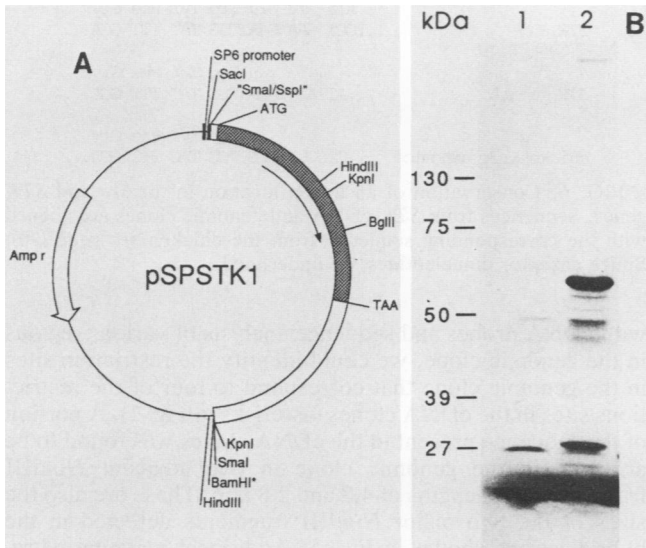 A
SP6 promoter
SacI
"SmaI/SspI"
ATG
HindIII
KpnI
BglII
TAA
Amp r
pSPSTK1
KpnI
SmaI
BamHI*
HindIII
kDa 1 2 B
130
75
50
39
27